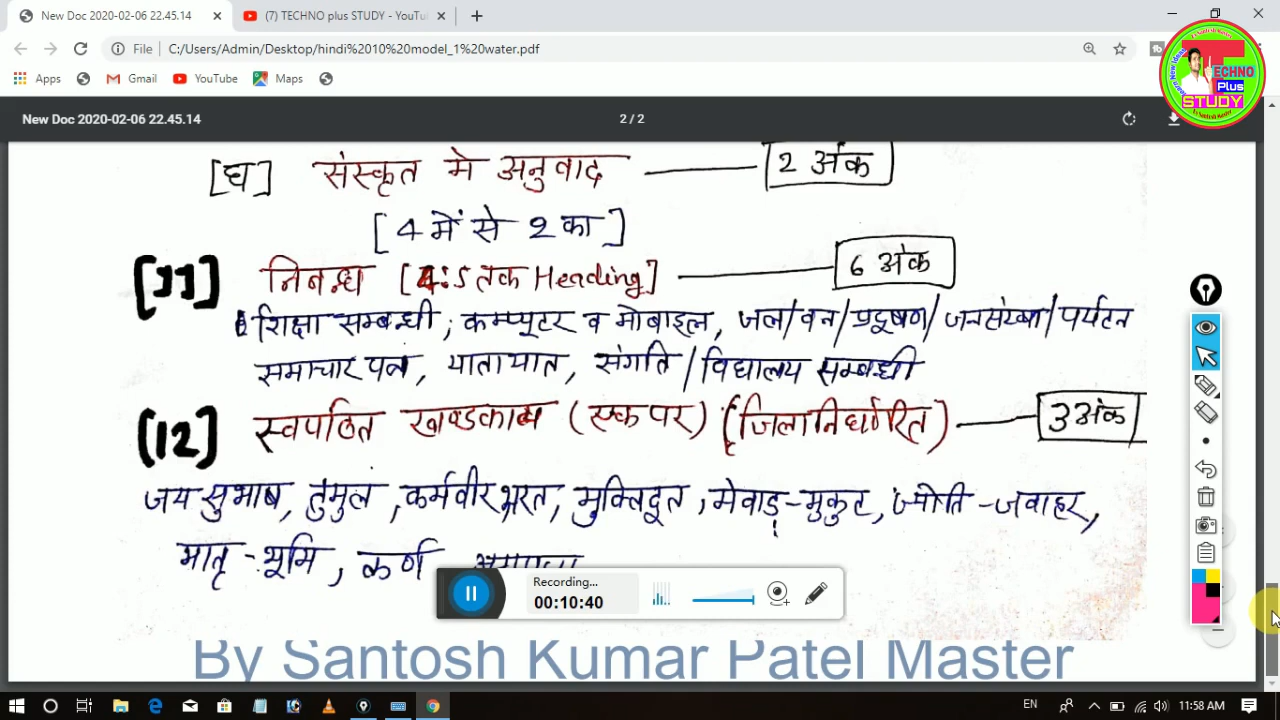 New Doc 2020-02-06 22.45.14
(7) TECHNO plus STUDY - YouTu
File C:/Users/Admin/Desktop/hindi%2010%20model_1%20water.pdf
Apps Gmail YouTube Maps
TECHNO
Plus
STUDY
New Doc 2020-02-06 22.45.14 2/2
[घ] संस्कृत मे अनुवाद 2 अंक
[4 में से 2 का]
[11] निबन्ध [4:5 तक Heading] 6 अंक
शिक्षा सम्बन्धी, कम्प्यूटर व मोबाइल, जल/वन/प्रदूषण/जनसंख्या/पर्यटन
समाचार पत्र, यातायात, संगति/विद्यालय सम्बन्धी
[12] स्वपठित खण्डकाव्य (एक पर) (जिला निर्धारित) 3 अंक
जय सुभाष, तुमुल, कर्मवीर भरत, मुक्तिदूत, मेवाड़-मुकुट, ज्योति-जवाहर,
मातृ-भूमि, कर्ण
Recording...
00:10:40
By Santosh Kumar Patel Master
EN 11:58 AM